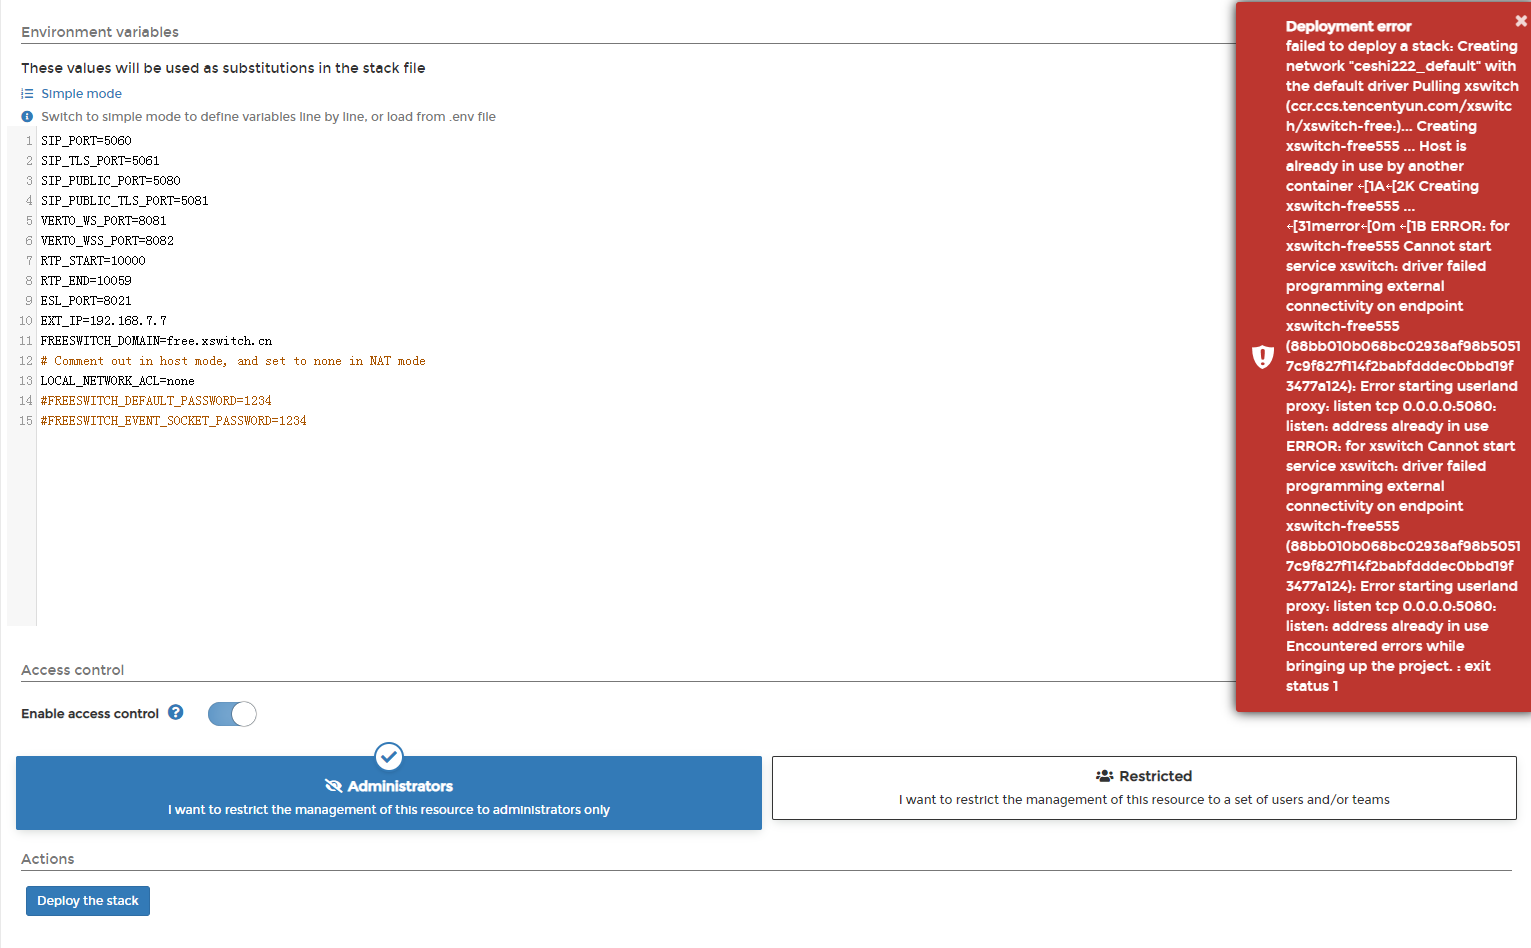 Environment variables
These values will be used as substitutions in the stack file
Simple mode
Switch to simple mode to define variables line by line, or load from .env file
1 SIP_PORT=5060
2 SIP_TLS_PORT=5061
3 SIP_PUBLIC_PORT=5080
4 SIP_PUBLIC_TLS_PORT=5081
5 VERTO_WS_PORT=8081
6 VERTO_WSS_PORT=8082
7 RTP_START=10000
8 RTP_END=10059
9 ESL_PORT=8021
10 EXT_IP=192.168.7.7
11 FREESWITCH_DOMAIN=free.xswitch.cn
12 # Comment out in host mode, and set to none in NAT mode
13 LOCAL_NETWORK_ACL=none
14 #FREESWITCH_DEFAULT_PASSWORD=1234
15 #FREESWITCH_EVENT_SOCKET_PASSWORD=1234
Deployment error
failed to deploy a stack: Creating
network "ceshi222_default" with
the default driver Pulling xswitch
(ccr.ccs.tencentyun.com/xswitc
h/xswitch-free:)... Creating
xswitch-free555 ... Host is
already in use by another
container ←[1A←[2K Creating
xswitch-free555 ...
←[31merror←[0m ←[1B ERROR: for
xswitch-free555 Cannot start
service xswitch: driver failed
programming external
connectivity on endpoint
xswitch-free555
(88bb010b068bc02938af98b5051
7c9f827f114f2babfdddec0bbd19f
3477a124): Error starting userland
proxy: listen tcp 0.0.0.0:5080:
listen: address already in use
ERROR: for xswitch Cannot start
service xswitch: driver failed
programming external
connectivity on endpoint
xswitch-free555
(88bb010b068bc02938af98b5051
7c9f827f114f2babfdddec0bbd19f
3477a124): Error starting userland
proxy: listen tcp 0.0.0.0:5080:
listen: address already in use
Encountered errors while
bringing up the project. : exit
status 1
Access control
Enable access control
Administrators
I want to restrict the management of this resource to administrators only
Restricted
I want to restrict the management of this resource to a set of users and/or teams
Actions
Deploy the stack